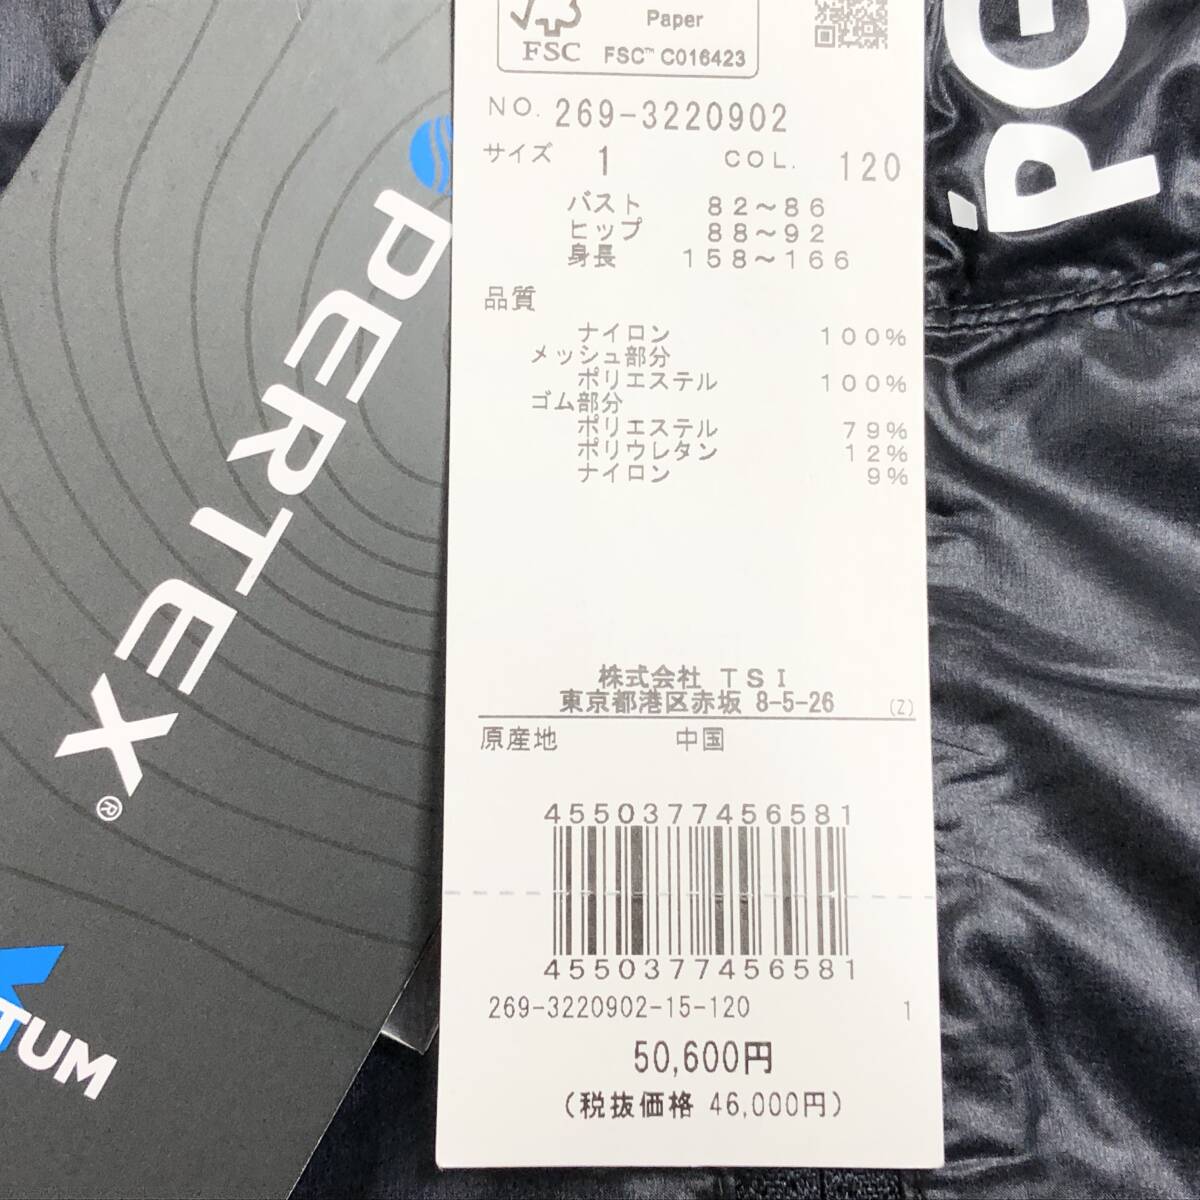 FSC
Paper
FSC™ C016423
NO. 269-3220902
サイズ 1 COL. 120
バスト 82〜86
ヒップ 88〜92
身長 158〜166
品質
ナイロン 100%
メッシュ部分
ポリエステル 100%
ゴム部分
ポリエステル 79%
ポリウレタン 12%
ナイロン 9%
株式会社 TSI
東京都港区赤坂 8-5-26 (Z)
原産地 中国
4550377456581
4550377456581
269-3220902-15-120 1
50,600円
(税抜価格 46,000円)
PERTEX®
TUM
PG